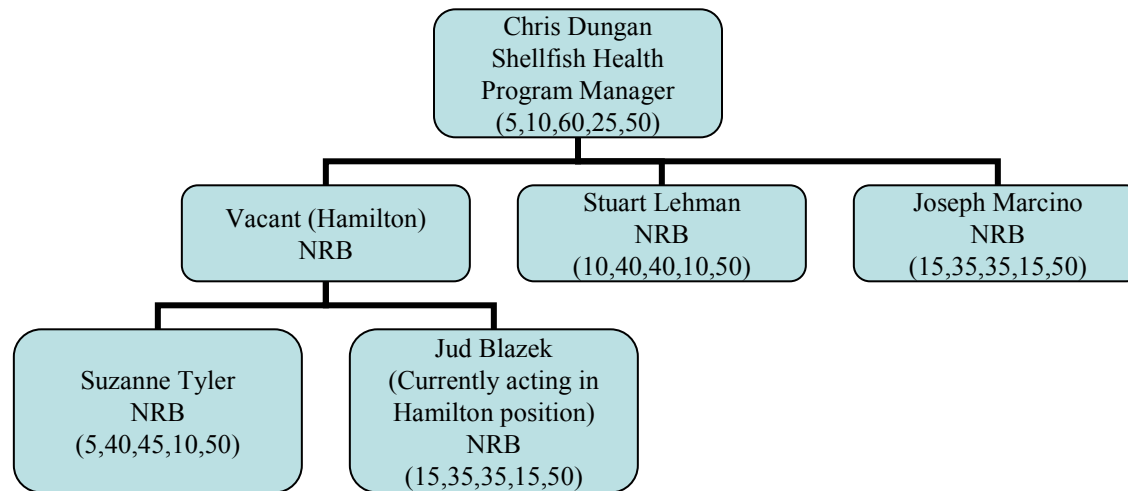 Chris Dungan
Shellfish Health
Program Manager
(5,10,60,25,50)
Vacant (Hamilton)
NRB
Stuart Lehman
NRB
(10,40,40,10,50)
Joseph Marcino
NRB
(15,35,35,15,50)
Suzanne Tyler
NRB
(5,40,45,10,50)
Jud Blazek
(Currently acting in
Hamilton position)
NRB
(15,35,35,15,50)